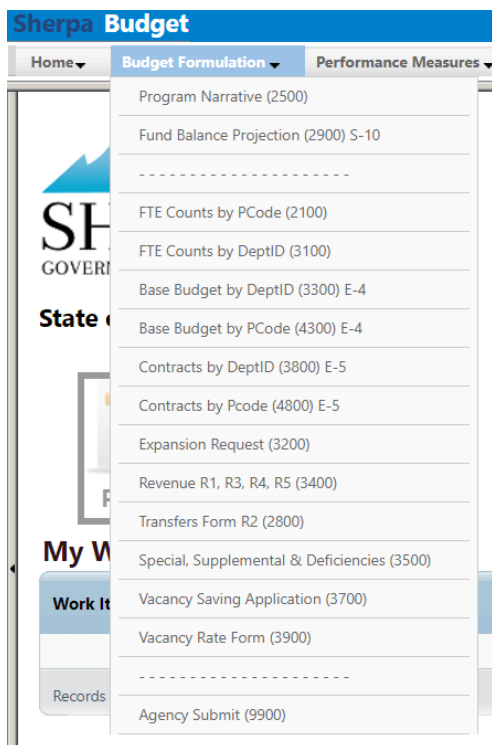 Sherpa Budget
Home Budget Formulation Performance Measures
Program Narrative (2500)
Fund Balance Projection (2900) S-10
- - - - - - - - - - - - - - - - - - - - -
FTE Counts by PCode (2100)
FTE Counts by DeptID (3100)
Base Budget by DeptID (3300) E-4
Base Budget by PCode (4300) E-4
Contracts by DeptID (3800) E-5
Contracts by Pcode (4800) E-5
Expansion Request (3200)
Revenue R1, R3, R4, R5 (3400)
Transfers Form R2 (2800)
Special, Supplemental & Deficiencies (3500)
Vacancy Saving Application (3700)
Vacancy Rate Form (3900)
- - - - - - - - - - - - - - - - - - - - -
Agency Submit (9900)
SH
GOVER
State
My W
Work It
Records